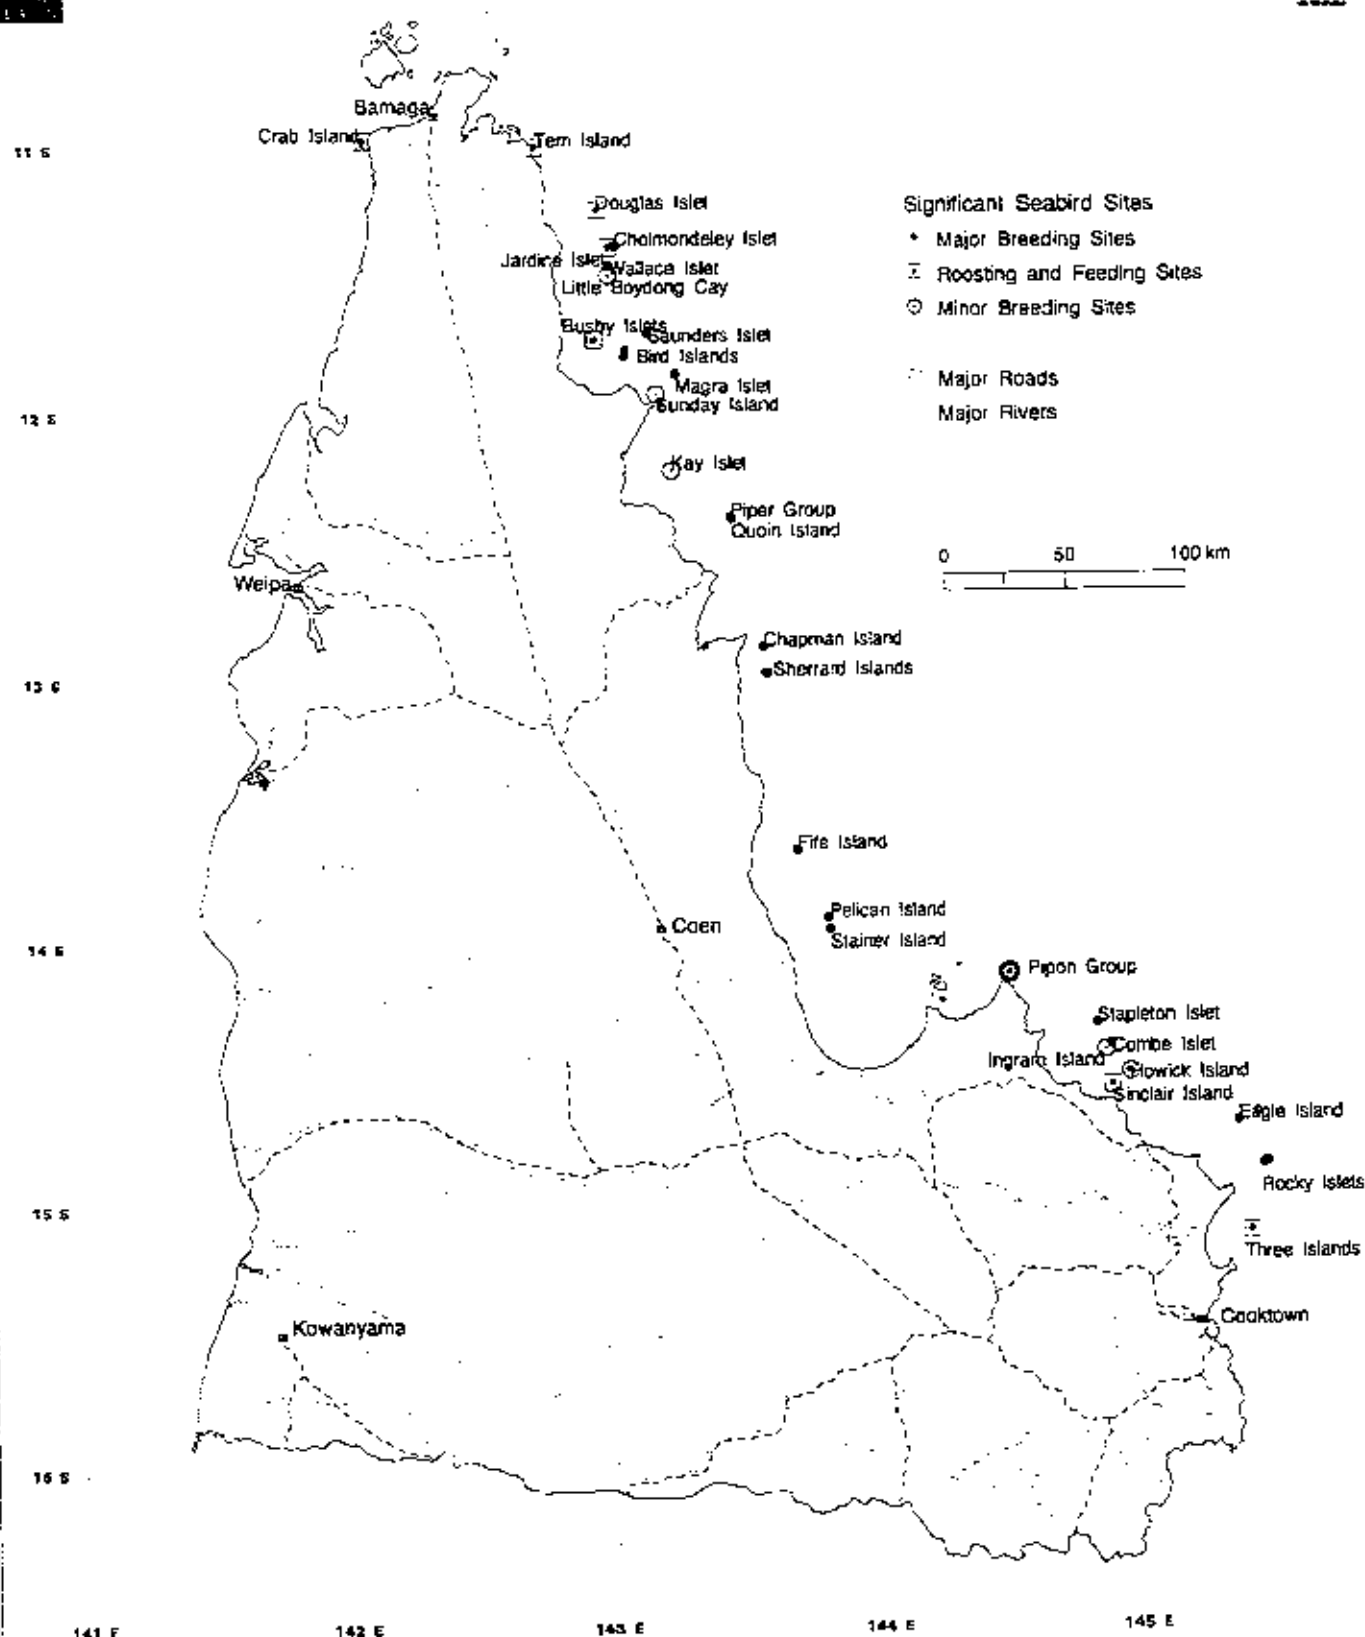 Bamaga
Crab Island
Tern Island
11 S
Douglas Islet
Significant Seabird Sites
Cholmondeley Islet
Major Breeding Sites
Jardine Islet
Wallace Islet
Roosting and Feeding Sites
Little Boydong Cay
Minor Breeding Sites
Bushy Islets
Saunders Islet
Bird Islands
Major Roads
Magra Islet
Sunday Island
Major Rivers
12 S
Kay Islet
Piper Group
Quoin Island
0 50 100 km
Weipa
Chapman Island
Sherrard Islands
13 S
Fife Island
Pelican Island
Coen
Stainer Island
14 S
Pipon Group
Stapleton Islet
Combe Islet
Ingram Island
Howick Island
Sinclair Island
Eagle Island
Rocky Islets
15 S
Three Islands
Cooktown
Kowanyama
16 S
141 E 142 E 143 E 144 E 145 E